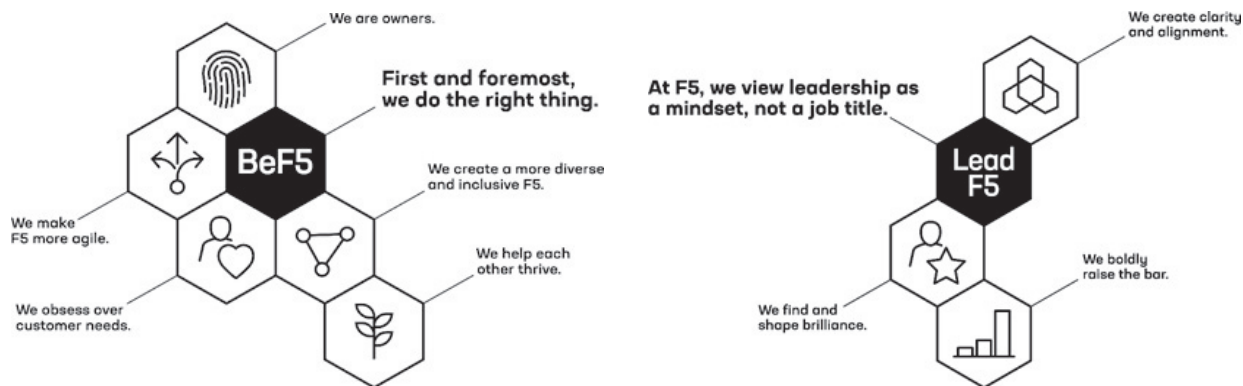 We are owners.
First and foremost,
we do the right thing.
BeF5
We create a more diverse
and inclusive F5.
We make
F5 more agile.
We help each
other thrive.
We obsess over
customer needs.
We create clarity
and alignment.
At F5, we view leadership as
a mindset, not a job title.
Lead
F5
We boldly
raise the bar.
We find and
shape brilliance.